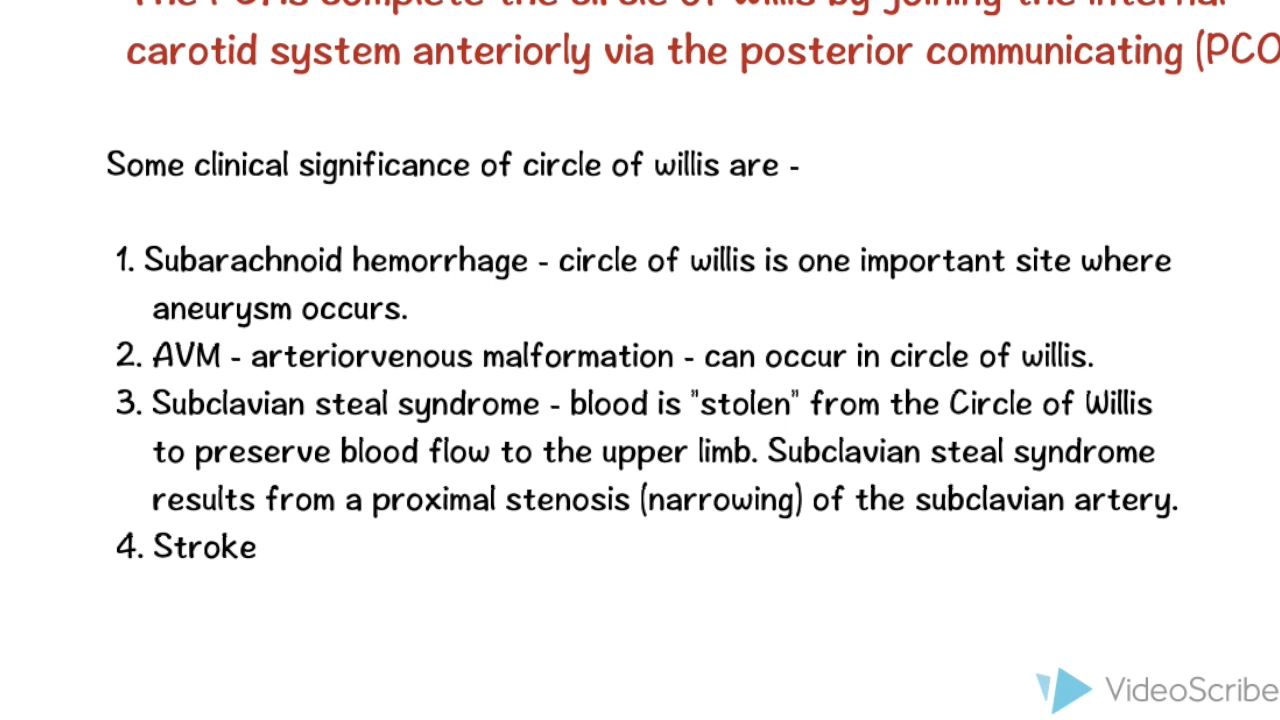 The PCAs complete the circle of willis by joining the internal
carotid system anteriorly via the posterior communicating (PCO
Some clinical significance of circle of willis are -
1. Subarachnoid hemorrhage - circle of willis is one important site where
aneurysm occurs.
2. AVM - arteriorvenous malformation - can occur in circle of willis.
3. Subclavian steal syndrome - blood is "stolen" from the Circle of Willis
to preserve blood flow to the upper limb. Subclavian steal syndrome
results from a proximal stenosis (narrowing) of the subclavian artery.
4. Stroke
VideoScribe